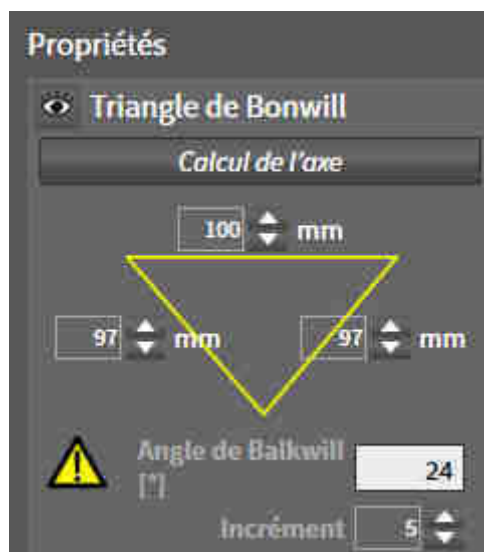 Propriétés
Triangle de Bonwill
Calcul de l'axe
100 mm
97 mm 97 mm
Angle de Balkwill
[°] 24
Incrément 5